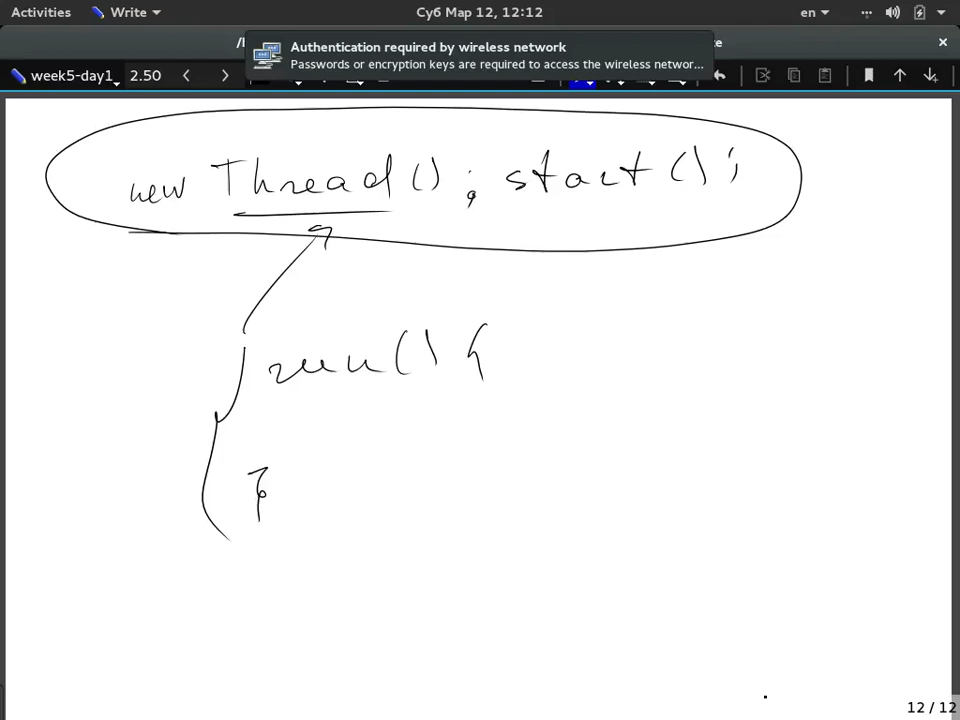 Activities Write Суб Мар 12, 12:12 en
Authentication required by wireless network
Passwords or encryption keys are required to access the wireless networ...
week5-day1 2.50
new Thread() ; start();
run() {
}
12 / 12